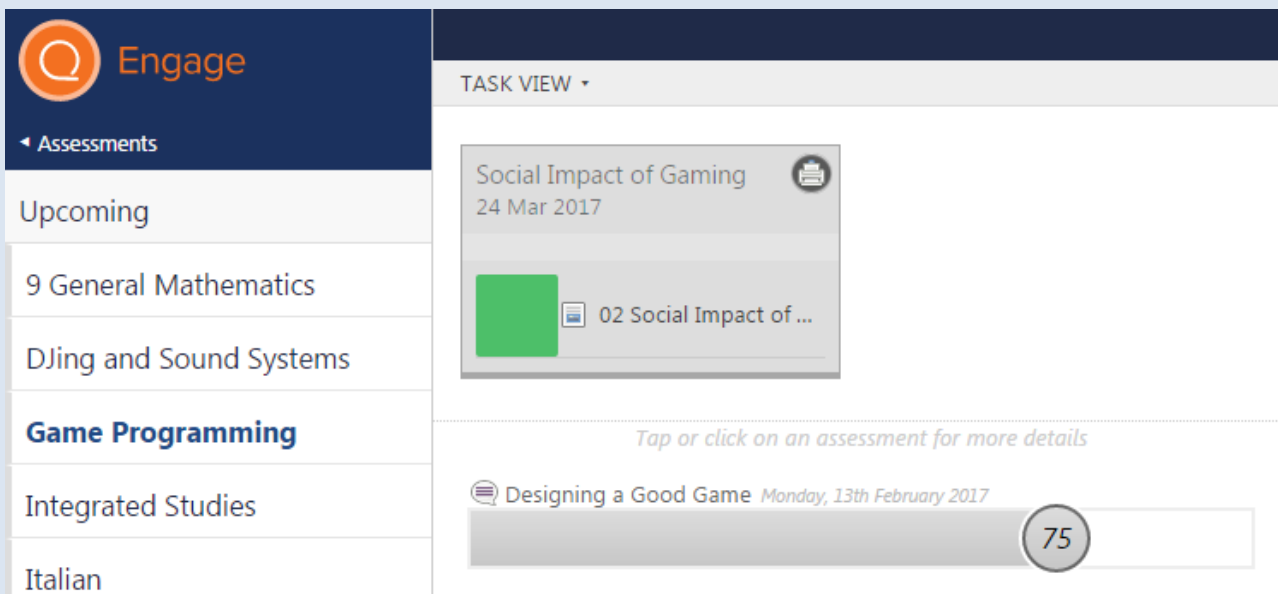 Engage
Assessments
Upcoming
9 General Mathematics
DJing and Sound Systems
Game Programming
Integrated Studies
Italian
TASK VIEW
Social Impact of Gaming
24 Mar 2017
02 Social Impact of ...
Tap or click on an assessment for more details
Designing a Good Game Monday, 13th February 2017
75